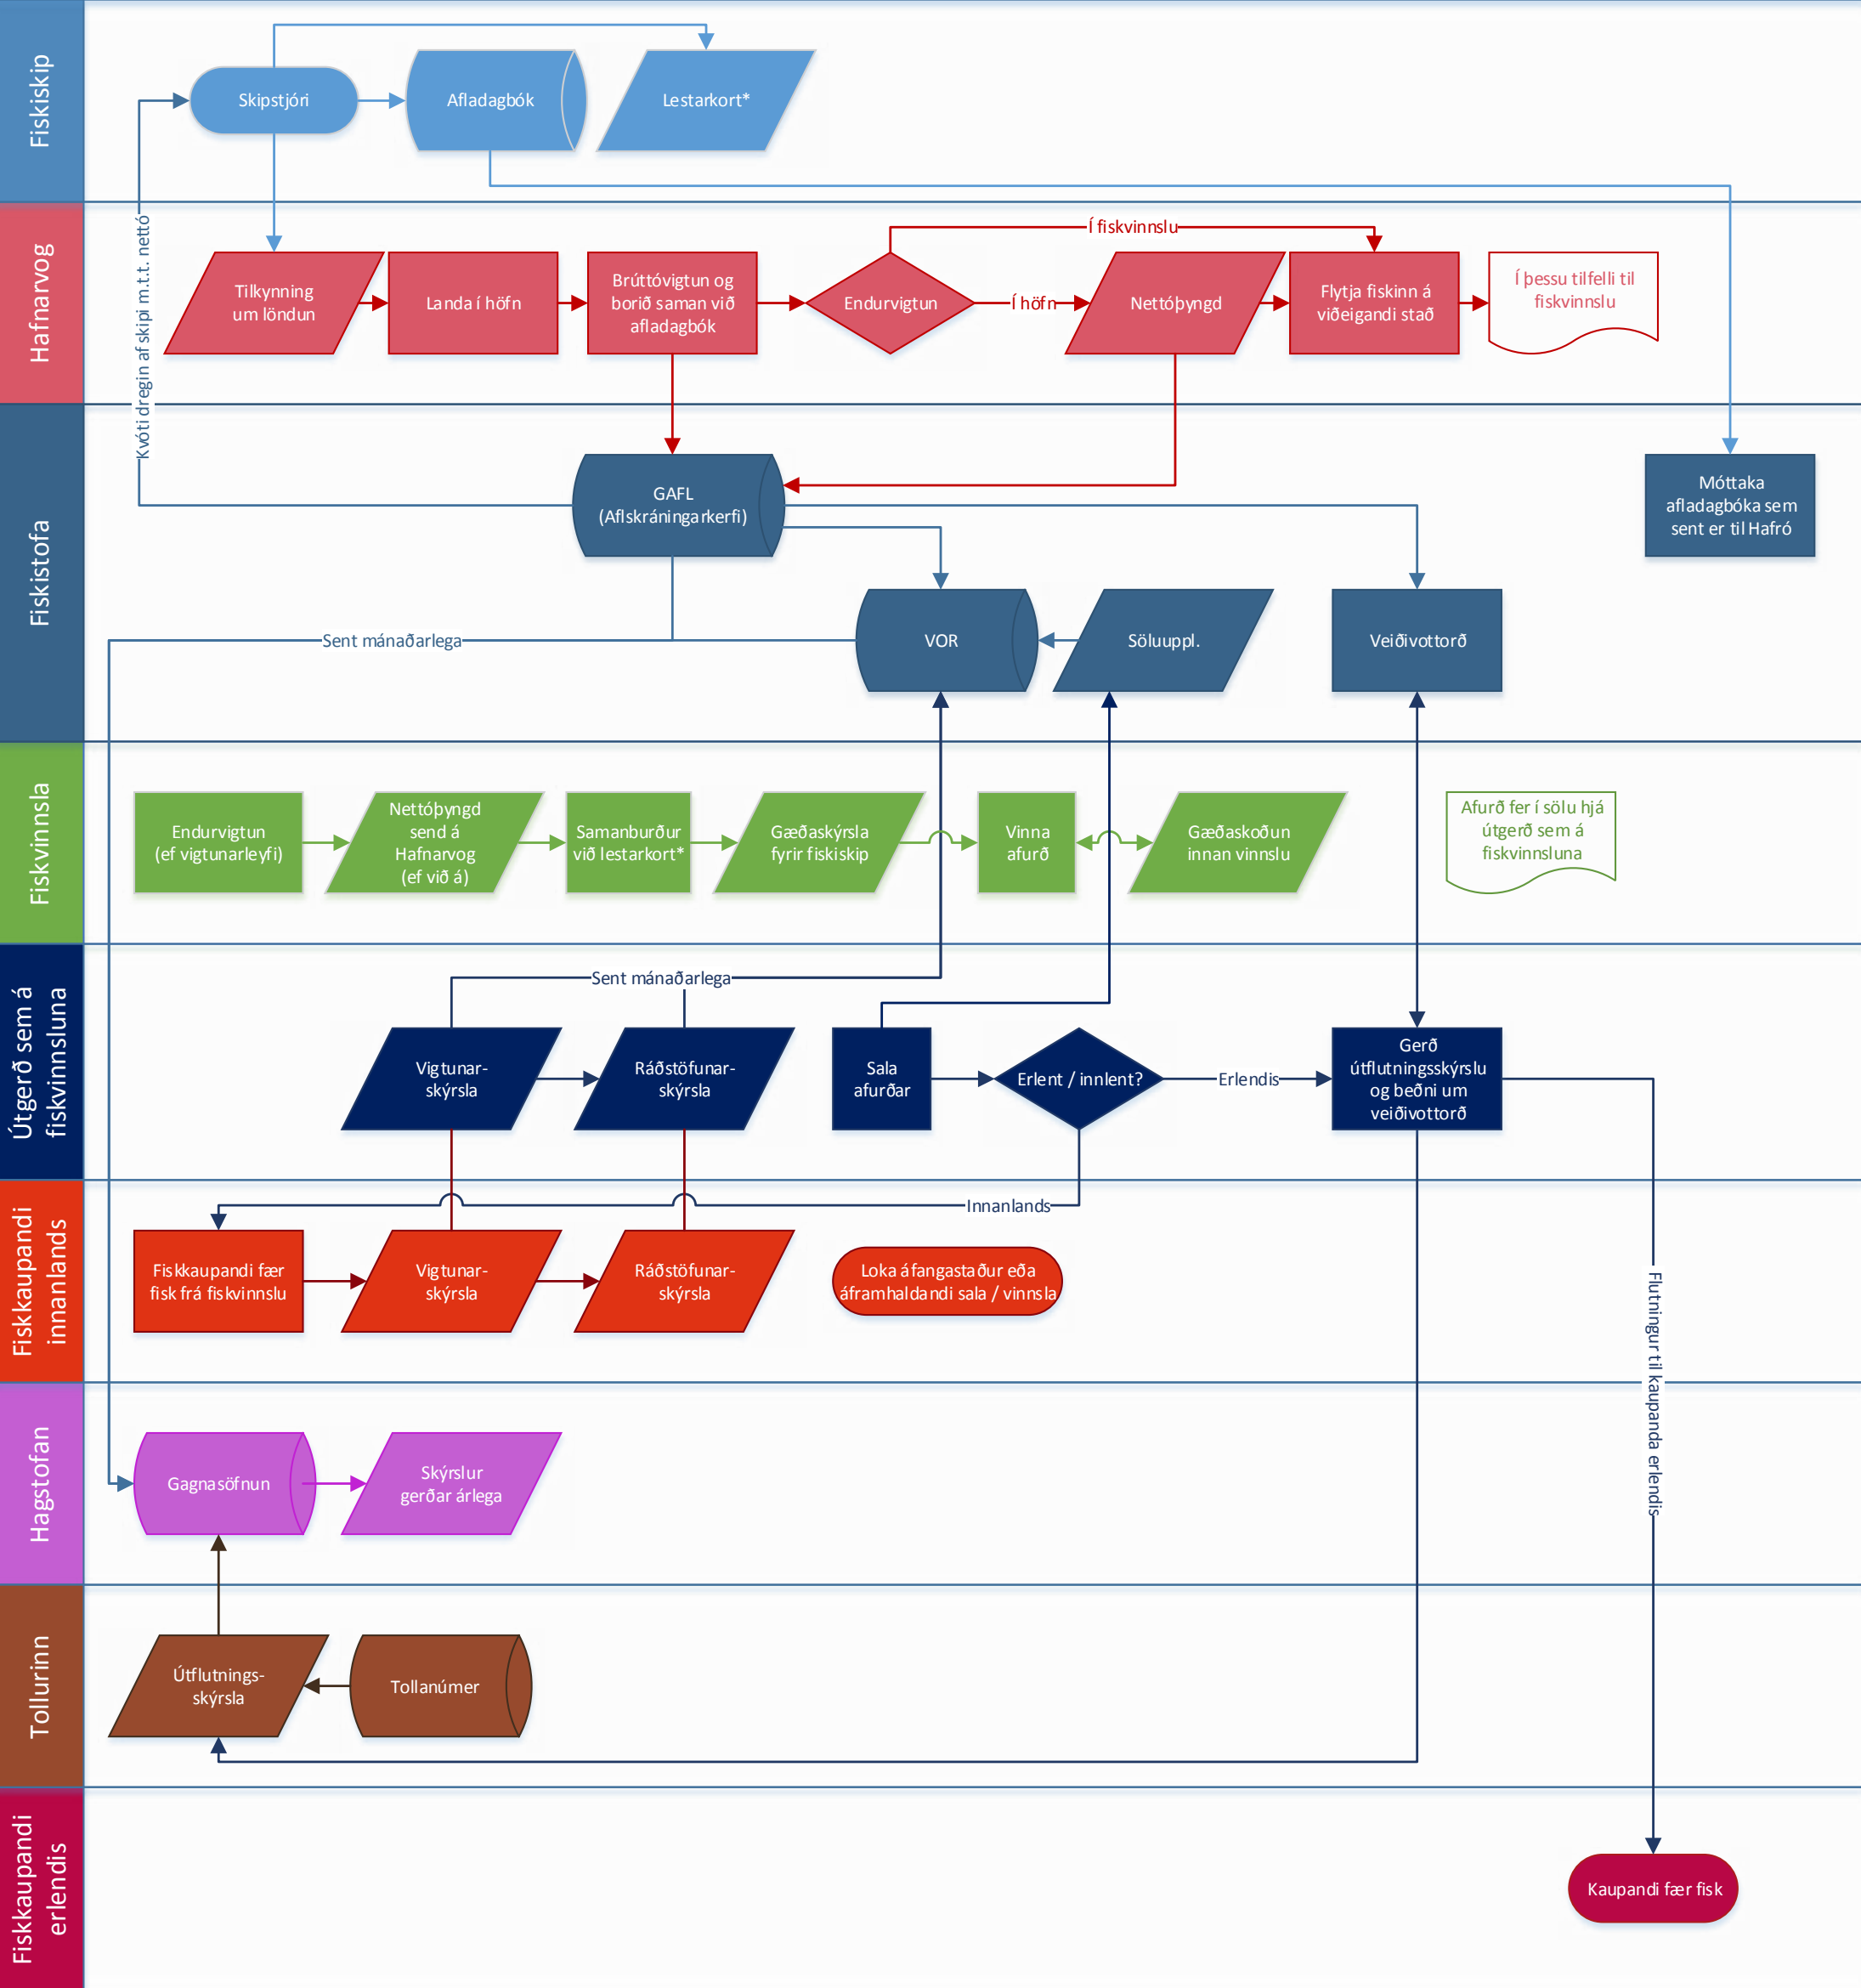 Fiskiskip
Skipstjóri
Afladagbók
Lestarkort*
Kvóti dregin af skipi m.t.t. nettó
Hafnarvog
Í fiskvinnslu
Tilkynning
um löndun
Landa í höfn
Brúttóvigtun og
borið saman við
afladagbók
Endurvigtun
Í höfn
Nettóþyngd
Flytja fiskinn á
viðeigandi stað
Í þessu tilfelli til
fiskvinnslu
Fiskistofa
GAFL
(Aflskráningarkerfi)
Móttaka
afladagbóka sem
sent er til Hafró
Sent mánaðarlega
VOR
Söluuppl.
Veiðivottorð
Fiskvinnsla
Endurvigtun
(ef vigtunarleyfi)
Nettóþyngd
send á
Hafnarvog
(ef við á)
Samanburður
við lestarkort*
Gæðaskýrsla
fyrir fiskiskip
Vinna
afurð
Gæðaskoðun
innan vinnslu
Afurð fer í sölu hjá
útgerð sem á
fiskvinnsluna
Útgerð sem á
fiskvinnsluna
Sent mánaðarlega
Vigtunar-
skýrsla
Ráðstöfunar-
skýrsla
Sala
afurðar
Erlent / innlent?
Erlendis
Gerð
útflutningsskýrslu
og beðni um
veiðivottorð
Fiskkaupandi
innanlands
Innanlands
Fiskkaupandi fær
fisk frá fiskvinnslu
Vigtunar-
skýrsla
Ráðstöfunar-
skýrsla
Loka áfangastaður eða
áframhaldandi sala / vinnsla
Flutningur til kaupanda erlendis
Hagstofan
Gagnasöfnun
Skýrslur
gerðar árlega
Tollurinn
Útflutnings-
skýrsla
Tollanúmer
Fiskkaupandi
erlendis
Kaupandi fær fisk